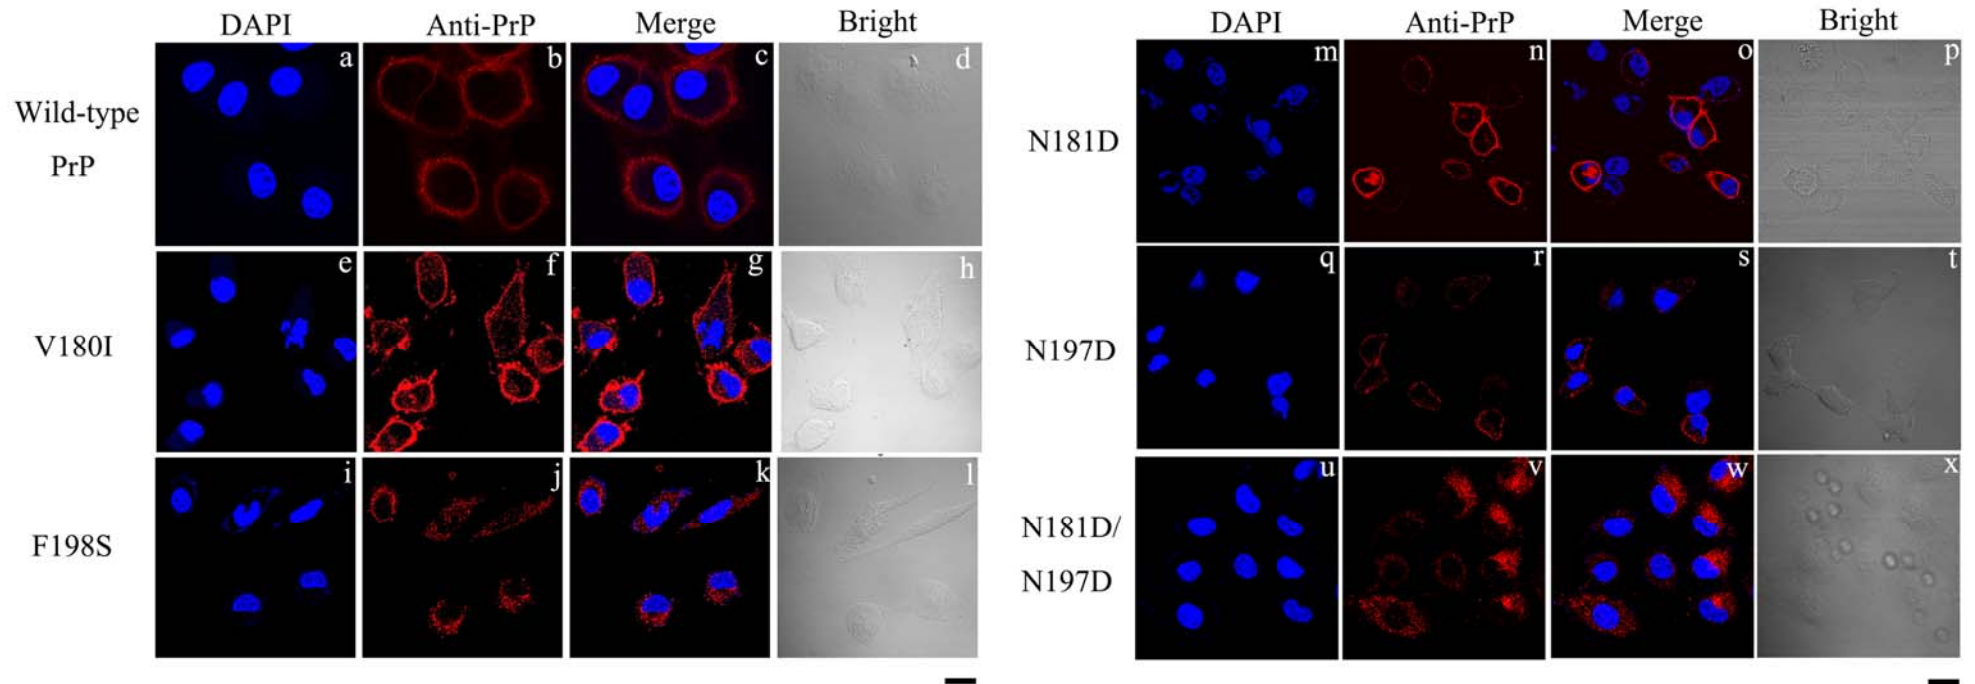 DAPI Anti-PrP Merge Bright
Wild-type
PrP
a b c d
V180I
e f g h
F198S
i j k l
DAPI Anti-PrP Merge Bright
N181D
m n o p
N197D
q r s t
N181D/
N197D
u v w x